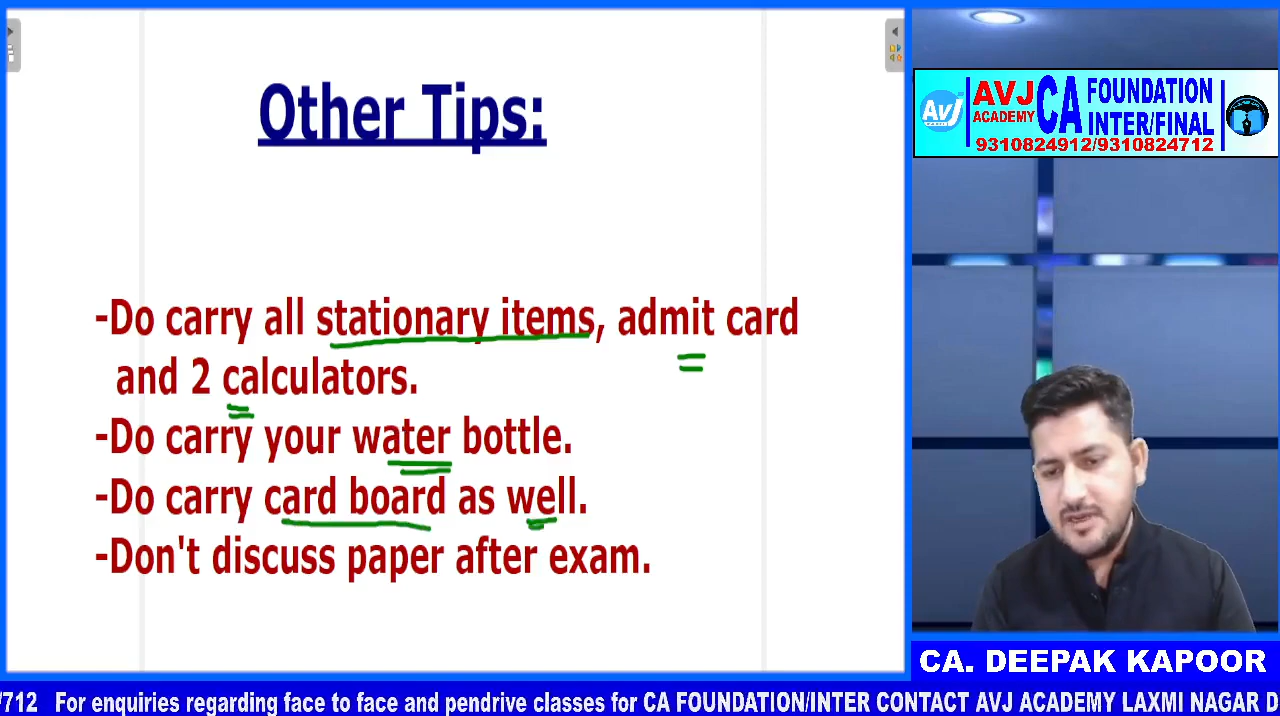 Other Tips:
-Do carry all stationary items, admit card
and 2 calculators.
-Do carry your water bottle.
-Do carry card board as well.
-Don't discuss paper after exam.
AVJ
AVJ
ACADEMY
CA
FOUNDATION
INTER/FINAL
9310824912/9310824712
CA. DEEPAK KAPOOR
712 For enquiries regarding face to face and pendrive classes for CA FOUNDATION/INTER CONTACT AVJ ACADEMY LAXMI NAGAR D